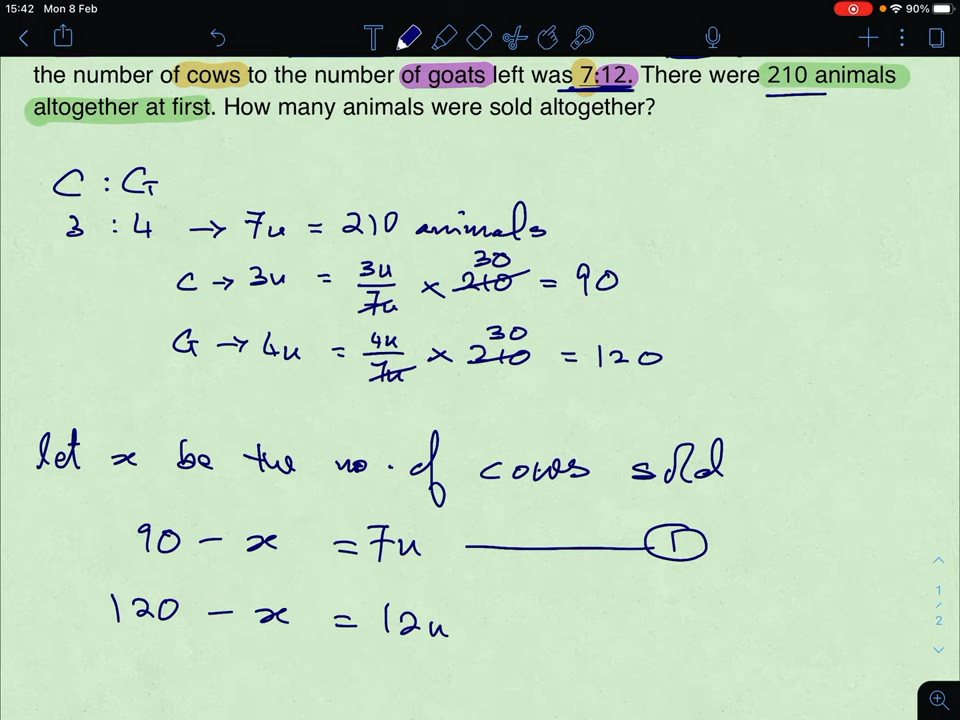 15:42 Mon 8 Feb
90%
the number of cows to the number of goats left was 7:12. There were 210 animals
altogether at first. How many animals were sold altogether?
C : G
3 : 4 → 7u = 210 animals
C → 3u = 3u/7u × 210 30 = 90
G → 4u = 4u/7u × 210 30 = 120
let x be the no. of cows sold
90 - x = 7u ——— 1
120 - x = 12u
1
/
2